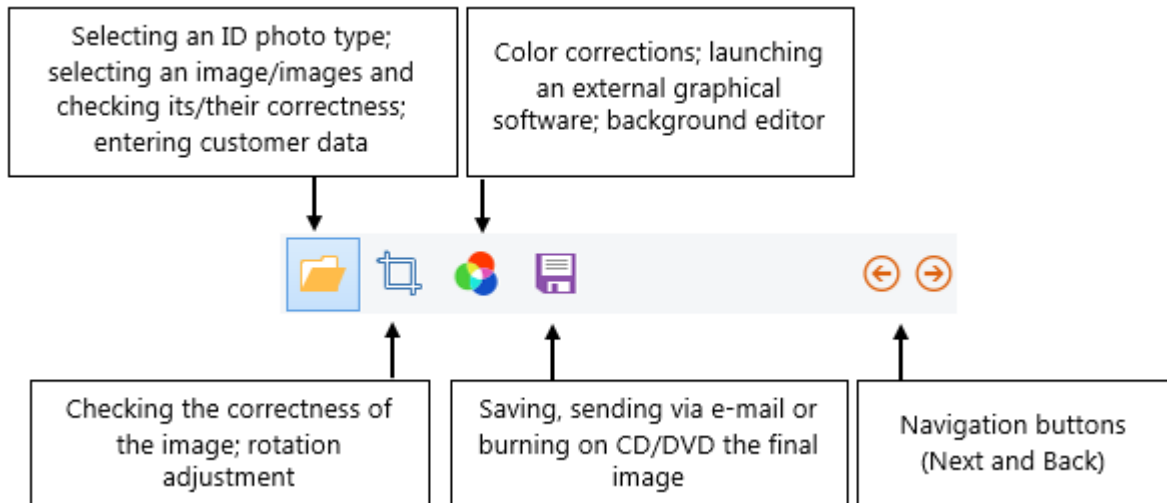 Selecting an ID photo type;
selecting an image/images and
checking its/their correctness;
entering customer data
Color corrections; launching
an external graphical
software; background editor
Checking the correctness of
the image; rotation
adjustment
Saving, sending via e-mail or
burning on CD/DVD the final
image
Navigation buttons
(Next and Back)